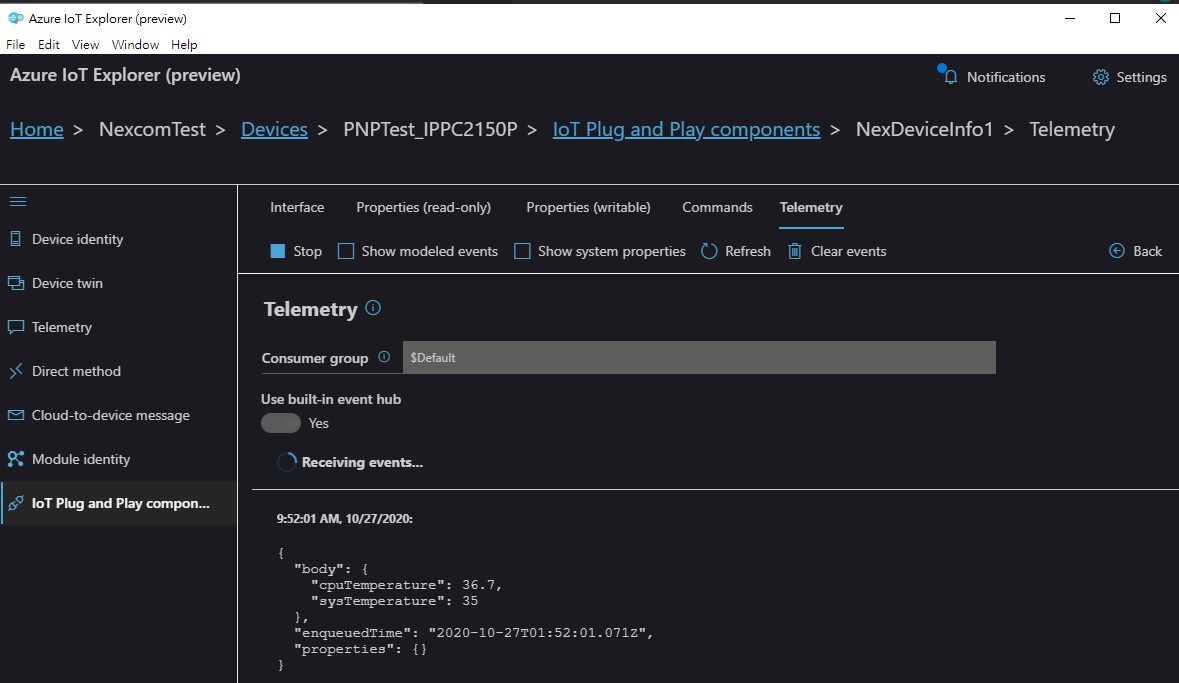 Azure IoT Explorer (preview)
File Edit View Window Help
Azure IoT Explorer (preview)
Notifications Settings
Home > NexcomTest > Devices > PNPTest_IPPC2150P > IoT Plug and Play components > NexDeviceInfo1 > Telemetry
Interface Properties (read-only) Properties (writable) Commands Telemetry
Stop Show modeled events Show system properties Refresh Clear events Back
Device identity
Device twin
Telemetry
Direct method
Cloud-to-device message
Module identity
IoT Plug and Play compon...
Telemetry
Consumer group $Default
Use built-in event hub
Yes
Receiving events...
9:52:01 AM, 10/27/2020:
{
"body": {
"cpuTemperature": 36.7,
"sysTemperature": 35
},
"enqueuedTime": "2020-10-27T01:52:01.071Z",
"properties": {}
}